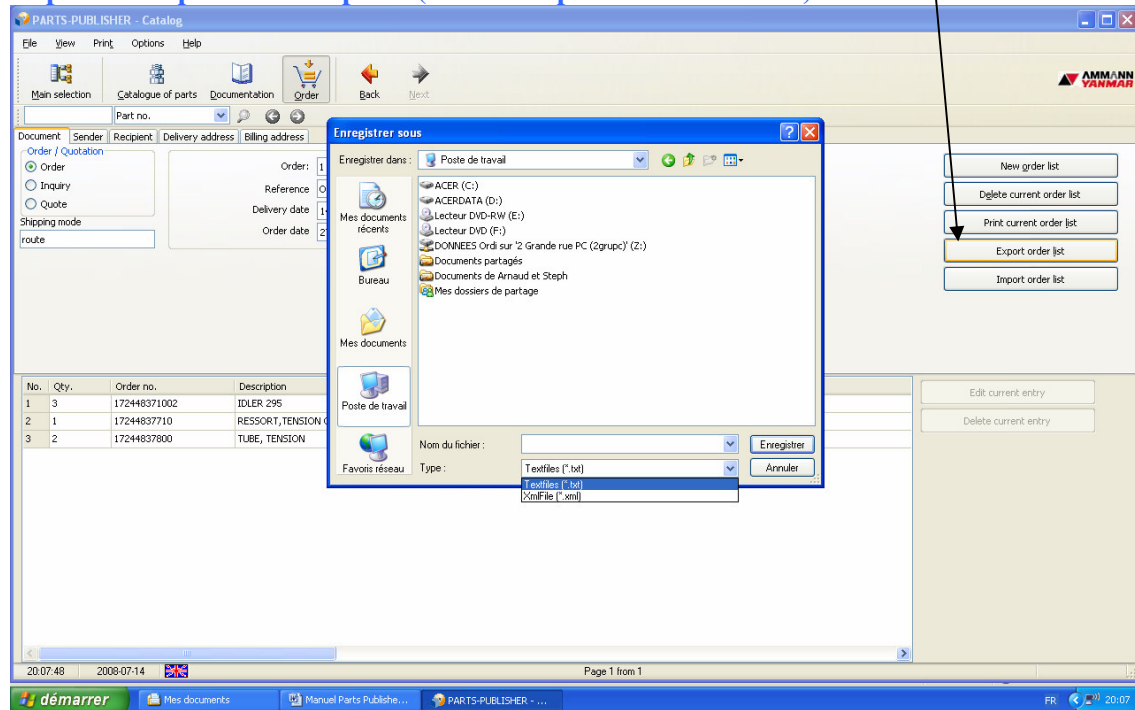 PARTS-PUBLISHER - Catalog
File View Print Options Help
Main selection Catalogue of parts Documentation Order Back Next
AMMANN
YANMAR
Part no.
Document Sender Recipient Delivery address Billing address
Order / Quotation
Order
Inquiry
Quote
Shipping mode
route
Order: 1
Reference O
Delivery date 1
Order date 2
New order list
Delete current order list
Print current order list
Export order list
Import order list
Enregistrer sous
Enregistrer dans : Poste de travail
Mes documents récents
Bureau
Mes documents
Poste de travail
Favoris réseau
ACER (C:)
ACERDATA (D:)
Lecteur DVD-RW (E:)
Lecteur DVD (F:)
DONNEES Ordi sur '2 Grande rue PC (2grupc)' (Z:)
Documents partagés
Documents de Arnaud et Steph
Mes dossiers de partage
Nom du fichier : Enregistrer
Type : Textfiles (*.txt) Annuler
Textfiles (*.txt)
XmlFile (*.xml)
No. Qty. Order no. Description
1 3 172448371002 IDLER 295
2 1 17244837710 RESSORT,TENSION
3 2 17244837800 TUBE, TENSION
Edit current entry
Delete current entry
20:07:48 2008-07-14 Page 1 from 1
démarrer Mes documents Manuel Parts Publishe... PARTS-PUBLISHER - ... FR 20:07